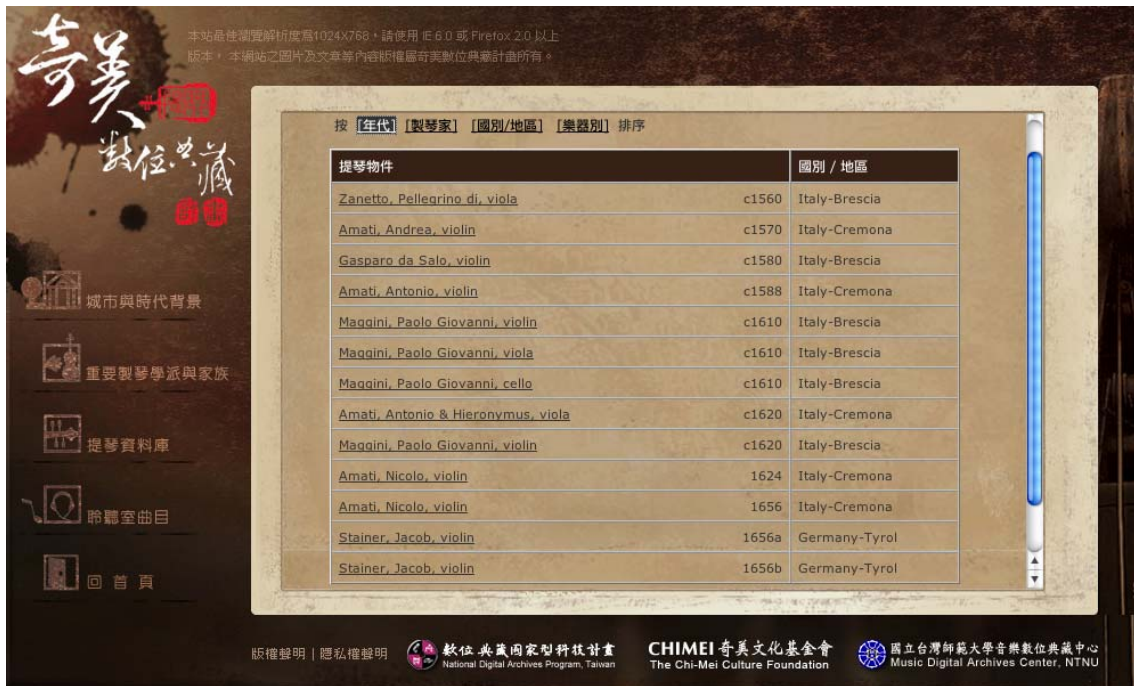 本站最佳瀏覽解析度為1024X768，請使用 IE 6.0 或 Firefox 2.0 以上
版本， 本網站之圖片及文章等內容版權屬奇美數位典藏計畫所有。
奇美
數位典藏
城市與時代背景
重要製琴學派與家族
提琴資料庫
聆聽室曲目
回首頁
按 [年代] [製琴家] [國別/地區] [樂器別] 排序
提琴物件 國別 / 地區
Zanetto, Pellegrino di, viola c1560 Italy-Brescia
Amati, Andrea, violin c1570 Italy-Cremona
Gasparo da Salo, violin c1580 Italy-Brescia
Amati, Antonio, violin c1588 Italy-Cremona
Maggini, Paolo Giovanni, violin c1610 Italy-Brescia
Maggini, Paolo Giovanni, viola c1610 Italy-Brescia
Maggini, Paolo Giovanni, cello c1610 Italy-Brescia
Amati, Antonio & Hieronymus, viola c1620 Italy-Cremona
Maggini, Paolo Giovanni, violin c1620 Italy-Brescia
Amati, Nicolo, violin 1624 Italy-Cremona
Amati, Nicolo, violin 1656 Italy-Cremona
Stainer, Jacob, violin 1656a Germany-Tyrol
Stainer, Jacob, violin 1656b Germany-Tyrol
版權聲明 | 隱私權聲明
數位典藏國家型科技計畫
National Digital Archives Program, Taiwan
CHIMEI 奇美文化基金會
The Chi-Mei Culture Foundation
國立台灣師範大學音樂數位典藏中心
Music Digital Archives Center, NTNU